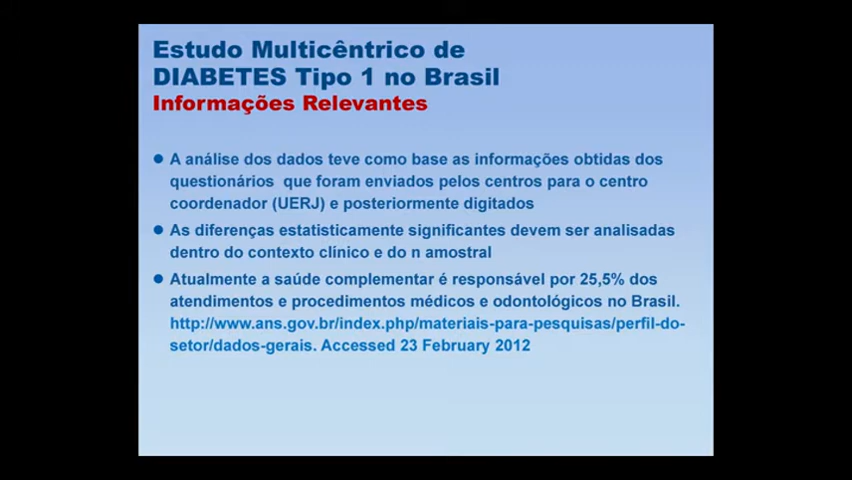 Estudo Multicêntrico de
DIABETES Tipo 1 no Brasil
Informações Relevantes
● A análise dos dados teve como base as informações obtidas dos
questionários que foram enviados pelos centros para o centro
coordenador (UERJ) e posteriormente digitados
● As diferenças estatisticamente significantes devem ser analisadas
dentro do contexto clínico e do n amostral
● Atualmente a saúde complementar é responsável por 25,5% dos
atendimentos e procedimentos médicos e odontológicos no Brasil.
http://www.ans.gov.br/index.php/materiais-para-pesquisas/perfil-do-
setor/dados-gerais. Accessed 23 February 2012